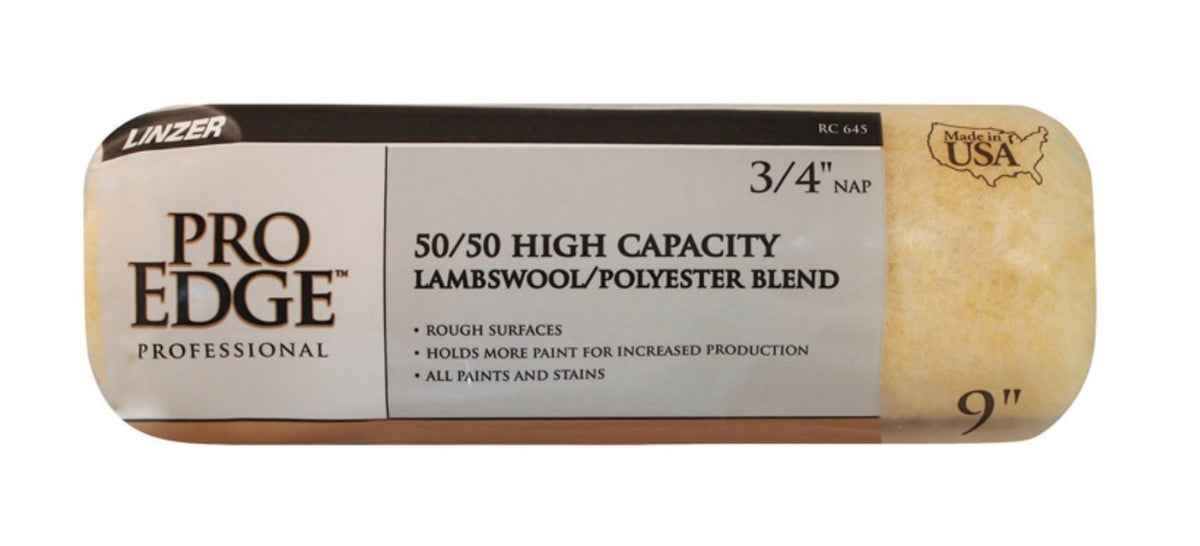 LINZER
RC 645
Made in
USA
3/4" NAP
PRO
EDGE™
PROFESSIONAL
50/50 HIGH CAPACITY
LAMBSWOOL/POLYESTER BLEND
• ROUGH SURFACES
• HOLDS MORE PAINT FOR INCREASED PRODUCTION
• ALL PAINTS AND STAINS
9"